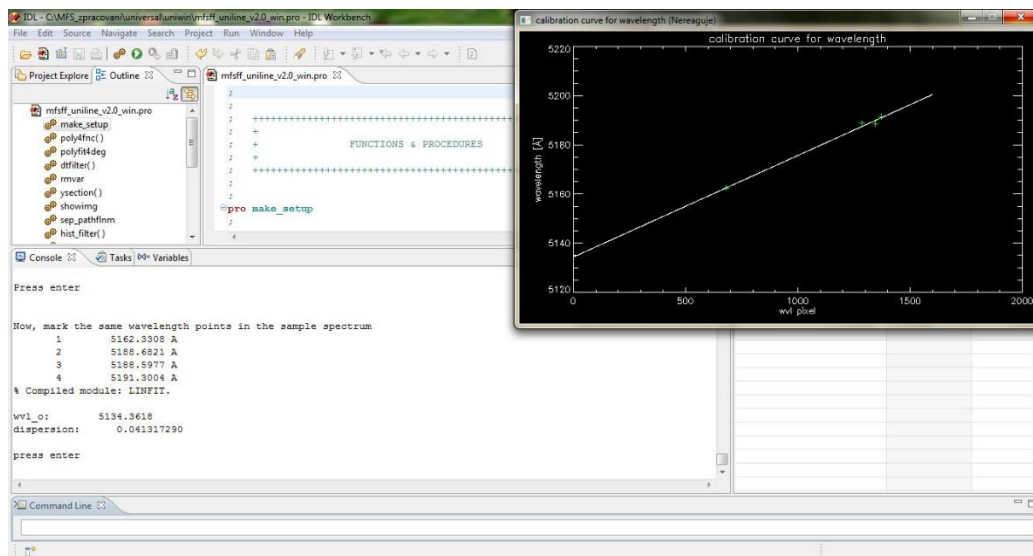 IDL - C:\MFS_zpracovani\universal\uniwin\mfsff_uniline_v2.0_win.pro - IDL Workbench
File Edit Source Navigate Search Project Run Window Help
Project Explore Outline
mfsff_uniline_v2.0_win.pro
make_setup
poly4fnc()
polyfit4deg
dtfilter()
rmvar
ysection()
showimg
sep_pathflnm
hist_filter()
mfsff_uniline_v2.0_win.pro
;
;
; ++++++++++++++++++++++++++++++++++++++++++++
; +
; + FUNCTIONS & PROCEDURES
; +
; ++++++++++++++++++++++++++++++++++++++++++++
;
;
pro make_setup
;
calibration curve for wavelength (Nereaguje)
calibration curve for wavelength
wavelength [Å]
5220
5200
5180
5160
5140
5120
0 500 1000 1500 2000
wvl pixel
Console Tasks Variables
Press enter
Now, mark the same wavelength points in the sample spectrum
1 5162.3308 A
2 5188.6821 A
3 5188.5977 A
4 5191.3004 A
% Compiled module: LINFIT.
wvl_o: 5134.3618
dispersion: 0.041317290
press enter
Command Line